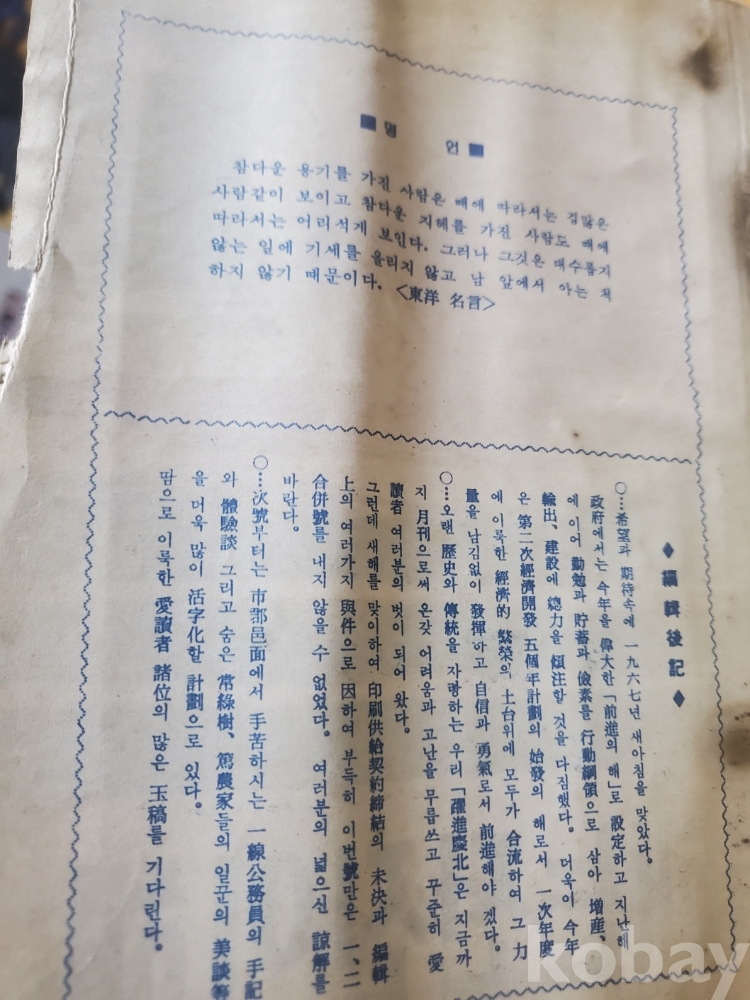 ■명 언■
참다운 용기를 가진 사람은 때에 따라서는 겁많은
사람같이 보이고 참다운 지혜를 가진 사람도 때에
따라서는 어리석게 보인다. 그러나 그것은 대수롭지
않는 일에 기세를 올리지 않고 남 앞에서 아는 척
하지 않기 때문이다. <東洋 名言>
◆編輯後記◆
○…希望과 期待속에 一九六七년 새아침을 맞았다.
政府에서는 今年을 偉大한「前進의 해」로 設定하고 지난해
에 이어 勤勉과 貯蓄과 儉素를 行動綱領으로 삼아 增産、
輸出、建設에 總力을 傾注할 것을 다짐했다. 더욱이 今年
은 第二次經濟開發 五個年計劃의 始發의 해로서 一次年度
에 이룩한 經濟的 繁榮의 土台위에 모두가 合流하여 그 力
量을 남김없이 發揮하고 自信과 勇氣로서 前進해야 겠다.
○…오랜 歷史와 傳統을 자랑하는 우리「躍進慶北」은 지금까
지 月刊으로써 온갖 어려움과 고난을 무릅쓰고 꾸준히 愛
讀者 여러분의 벗이 되어 왔다.
그런데 새해를 맞이하여 印刷供給契約締結의 未決과 編輯
上의 여러가지 與件으로 因하여 부득히 이번號만은 一、二
合併號를 내지 않을 수 없었다. 여러분의 넓으신 諒解를
바란다.
○…次號부터는 市郡邑面에서 手苦하시는 一線公務員의 手記
와 體驗談 그리고 숨은 常綠樹、篤農家들의 일꾼의 美談等
을 더욱 많이 活字化할 計劃으로 있다.
땀으로 이룩한 愛讀者 諸位의 많은 玉稿를 기다린다.
kobay